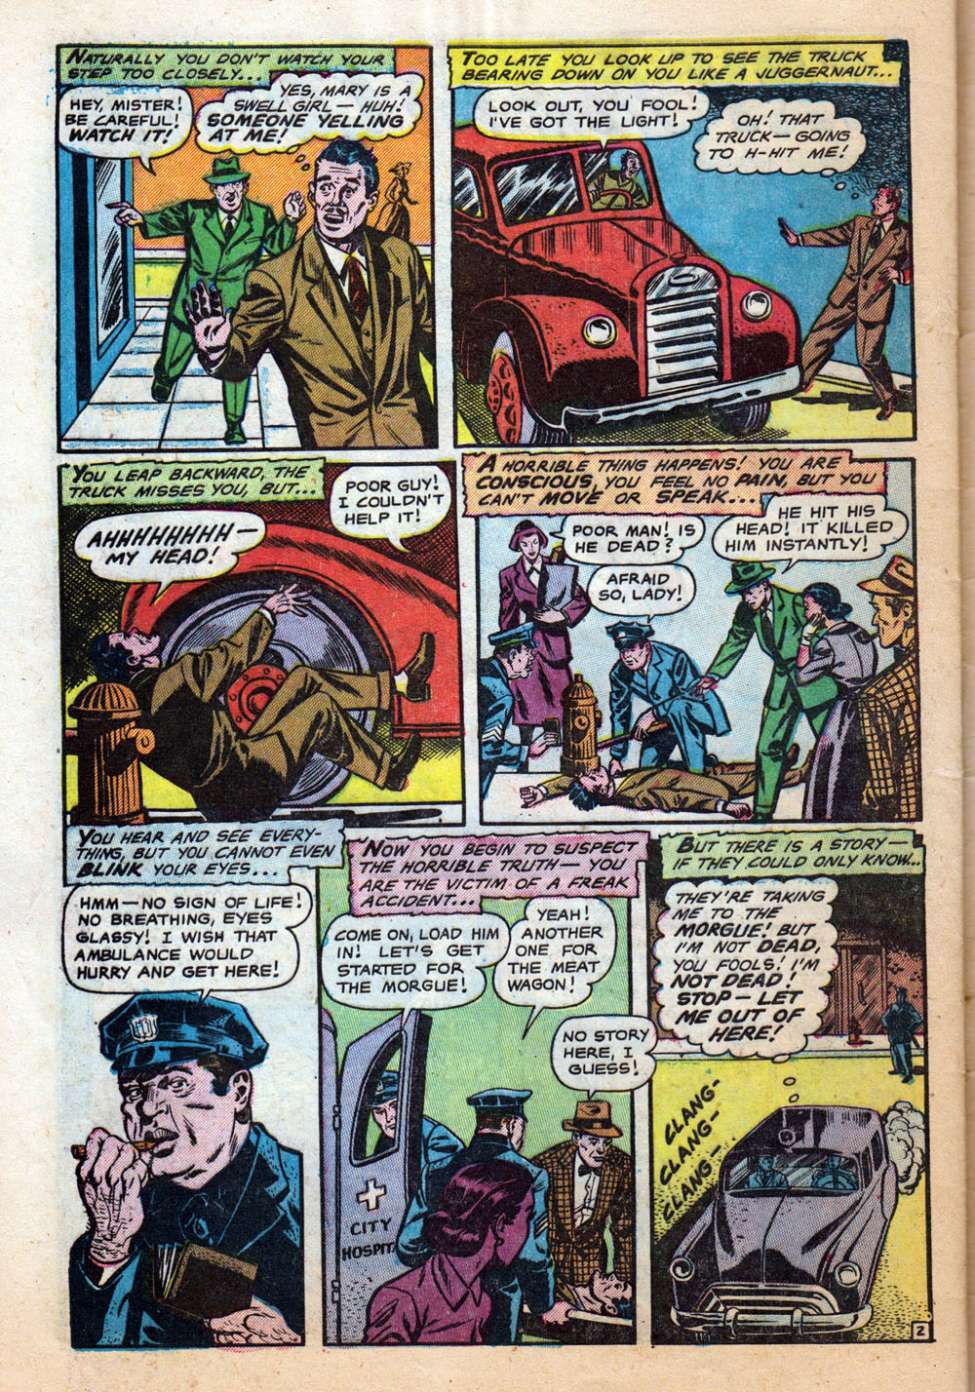 NATURALLY YOU DON'T WATCH YOUR
STEP TOO CLOSELY...
HEY, MISTER!
BE CAREFUL!
WATCH IT!
YES, MARY IS A
SWELL GIRL — HUH!
SOMEONE YELLING
AT ME!
TOO LATE YOU LOOK UP TO SEE THE TRUCK
BEARING DOWN ON YOU LIKE A JUGGERNAUT...
LOOK OUT, YOU FOOL!
I'VE GOT THE LIGHT!
OH! THAT
TRUCK — GOING
TO H-HIT ME!
YOU LEAP BACKWARD, THE
TRUCK MISSES YOU, BUT...
AHHHHHHHH —
MY HEAD!
POOR GUY!
I COULDN'T
HELP IT!
A HORRIBLE THING HAPPENS! YOU ARE
CONSCIOUS, YOU FEEL NO PAIN, BUT YOU
CAN'T MOVE OR SPEAK...
POOR MAN! IS
HE DEAD?
AFRAID
SO, LADY!
HE HIT HIS
HEAD! IT KILLED
HIM INSTANTLY!
YOU HEAR AND SEE EVERY-
THING, BUT YOU CANNOT EVEN
BLINK YOUR EYES...
HMM — NO SIGN OF LIFE!
NO BREATHING, EYES
GLASSY! I WISH THAT
AMBULANCE WOULD
HURRY AND GET HERE!
NOW YOU BEGIN TO SUSPECT
THE HORRIBLE TRUTH — YOU
ARE THE VICTIM OF A FREAK
ACCIDENT...
COME ON, LOAD HIM
IN! LET'S GET
STARTED FOR
THE MORGUE!
YEAH!
ANOTHER
ONE FOR
THE MEAT
WAGON!
NO STORY
HERE, I
GUESS!
CITY
HOSPITA
BUT THERE IS A STORY —
IF THEY COULD ONLY KNOW...
THEY'RE TAKING
ME TO THE
MORGUE! BUT
I'M NOT DEAD,
YOU FOOLS! I'M
NOT DEAD!
STOP — LET
ME OUT OF
HERE!
CLANG-
CLANG-
CLANG-
2